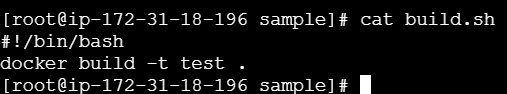 [root@ip-172-31-18-196 sample]# cat build.sh
#!/bin/bash
docker build -t test .
[root@ip-172-31-18-196 sample]#